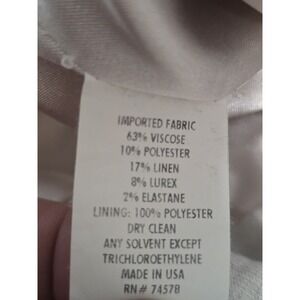 IMPORTED FABRIC
63% VISCOSE
10% POLYESTER
17% LINEN
8% LUREX
2% ELASTANE
LINING: 100% POLYESTER
DRY CLEAN
ANY SOLVENT EXCEPT
TRICHLOROETHYLENE
MADE IN USA
RN# 74578